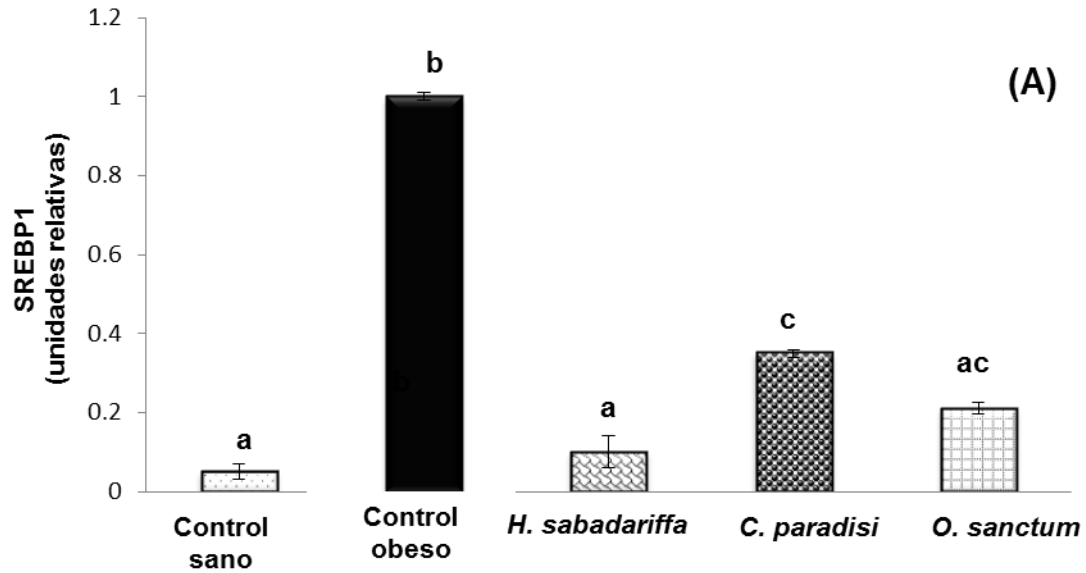 1.2
b
(A)
1
0.8
0.6
SREBP1
(unidades relativas)
0.4
c
b
ac
0.2
a
a
0
Control
sano
Control
obeso
H. sabadariffa
C. paradisi
O. sanctum